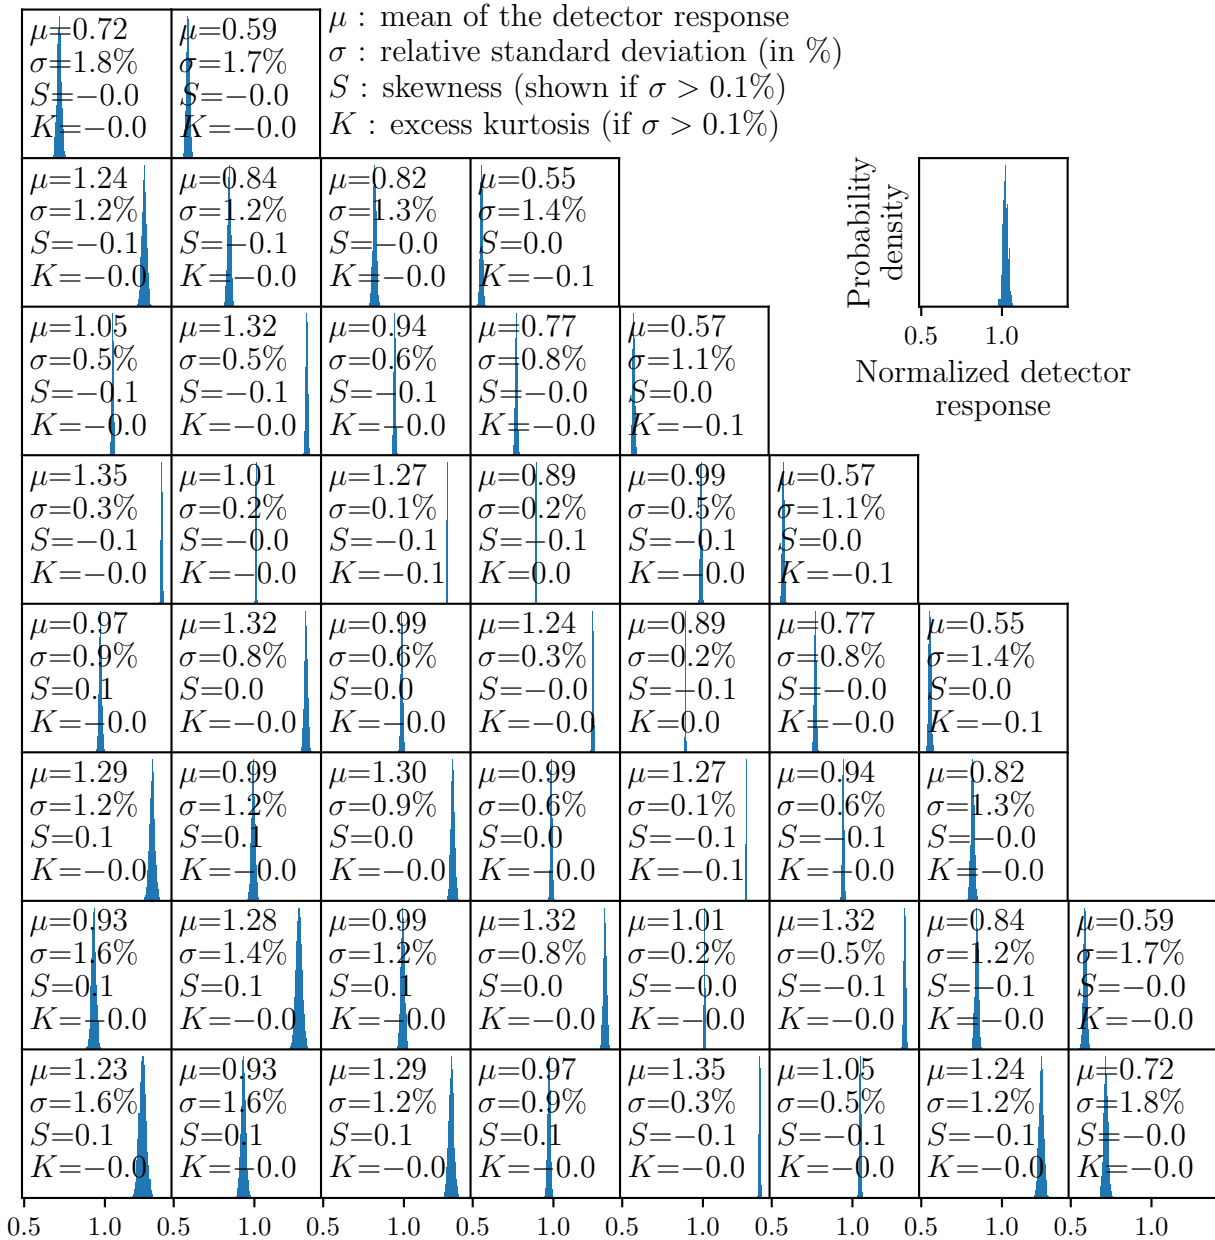 μ : mean of the detector response
σ : relative standard deviation (in %)
S : skewness (shown if σ > 0.1%)
K : excess kurtosis (if σ > 0.1%)
μ=0.72 μ=0.59
σ=1.8% σ=1.7%
S=−0.0 S=−0.0
K=−0.0 K=−0.0
μ=1.24 μ=0.84 μ=0.82 μ=0.55
σ=1.2% σ=1.2% σ=1.3% σ=1.4%
S=−0.1 S=−0.1 S=−0.0 S=0.0
K=−0.0 K=−0.0 K=−0.0 K=−0.1
Probability
density
0.5 1.0
Normalized detector
response
μ=1.05 μ=1.32 μ=0.94 μ=0.77 μ=0.57
σ=0.5% σ=0.5% σ=0.6% σ=0.8% σ=1.1%
S=−0.1 S=−0.1 S=−0.1 S=−0.0 S=0.0
K=−0.0 K=−0.0 K=−0.0 K=−0.0 K=−0.1
μ=1.35 μ=1.01 μ=1.27 μ=0.89 μ=0.99 μ=0.57
σ=0.3% σ=0.2% σ=0.1% σ=0.2% σ=0.5% σ=1.1%
S=−0.1 S=−0.0 S=−0.1 S=−0.1 S=−0.1 S=0.0
K=−0.0 K=−0.0 K=−0.1 K=0.0 K=−0.0 K=−0.1
μ=0.97 μ=1.32 μ=0.99 μ=1.24 μ=0.89 μ=0.77 μ=0.55
σ=0.9% σ=0.8% σ=0.6% σ=0.3% σ=0.2% σ=0.8% σ=1.4%
S=0.1 S=0.0 S=0.0 S=−0.0 S=−0.1 S=−0.0 S=0.0
K=−0.0 K=−0.0 K=−0.0 K=−0.0 K=0.0 K=−0.0 K=−0.1
μ=1.29 μ=0.99 μ=1.30 μ=0.99 μ=1.27 μ=0.94 μ=0.82
σ=1.2% σ=1.2% σ=0.9% σ=0.6% σ=0.1% σ=0.6% σ=1.3%
S=0.1 S=0.1 S=0.0 S=0.0 S=−0.1 S=−0.1 S=−0.0
K=−0.0 K=−0.0 K=−0.0 K=−0.0 K=−0.1 K=−0.0 K=−0.0
μ=0.93 μ=1.28 μ=0.99 μ=1.32 μ=1.01 μ=1.32 μ=0.84 μ=0.59
σ=1.6% σ=1.4% σ=1.2% σ=0.8% σ=0.2% σ=0.5% σ=1.2% σ=1.7%
S=0.1 S=0.1 S=0.1 S=0.0 S=−0.0 S=−0.1 S=−0.1 S=−0.0
K=−0.0 K=−0.0 K=−0.0 K=−0.0 K=−0.0 K=−0.0 K=−0.0 K=−0.0
μ=1.23 μ=0.93 μ=1.29 μ=0.97 μ=1.35 μ=1.05 μ=1.24 μ=0.72
σ=1.6% σ=1.6% σ=1.2% σ=0.9% σ=0.3% σ=0.5% σ=1.2% σ=1.8%
S=0.1 S=0.1 S=0.1 S=0.1 S=−0.1 S=−0.1 S=−0.1 S=−0.0
K=−0.0 K=−0.0 K=−0.0 K=−0.0 K=−0.0 K=−0.0 K=−0.0 K=−0.0
0.5 1.0 0.5 1.0 0.5 1.0 0.5 1.0 0.5 1.0 0.5 1.0 0.5 1.0 0.5 1.0